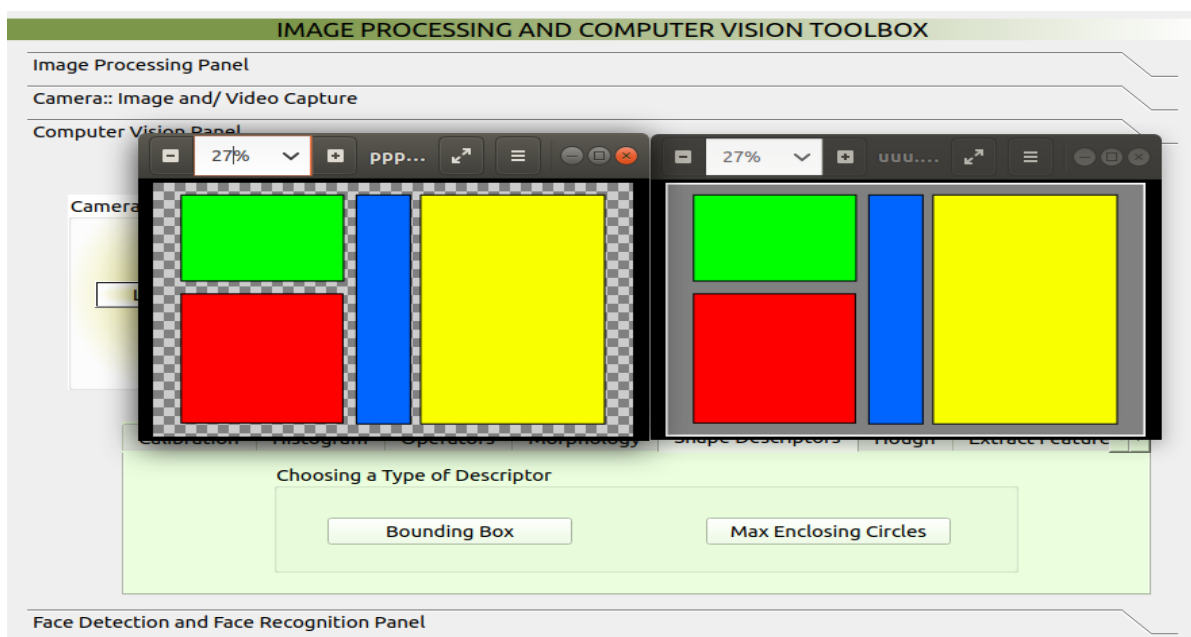 IMAGE PROCESSING AND COMPUTER VISION TOOLBOX
Image Processing Panel
Camera:: Image and/ Video Capture
Computer Vision Panel
27% ppp...
27% uuu....
Camera
Calibration Histogram Operators Morphology Shape Descriptors Hough Extract Feature
Choosing a Type of Descriptor
Bounding Box Max Enclosing Circles
Face Detection and Face Recognition Panel